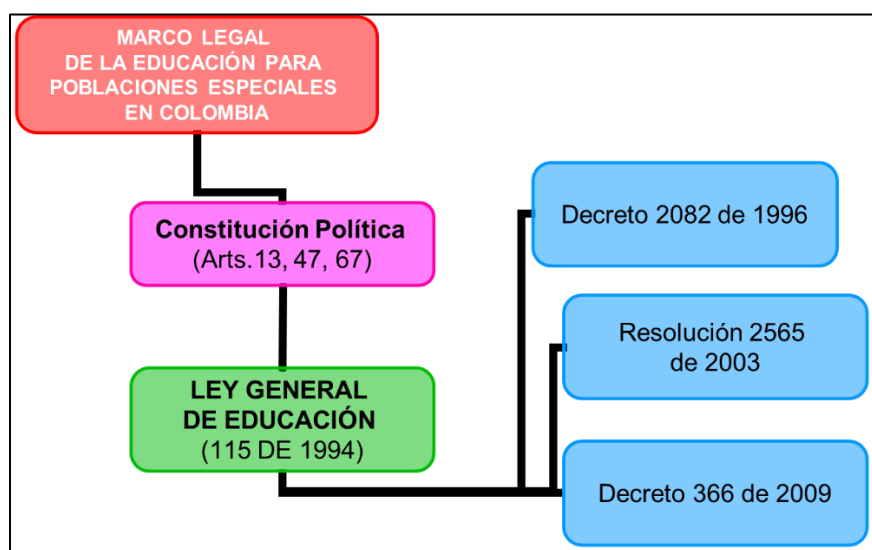 MARCO LEGAL
DE LA EDUCACIÓN PARA
POBLACIONES ESPECIALES
EN COLOMBIA
Constitución Política
(Arts.13, 47, 67)
LEY GENERAL
DE EDUCACIÓN
(115 DE 1994)
Decreto 2082 de 1996
Resolución 2565
de 2003
Decreto 366 de 2009